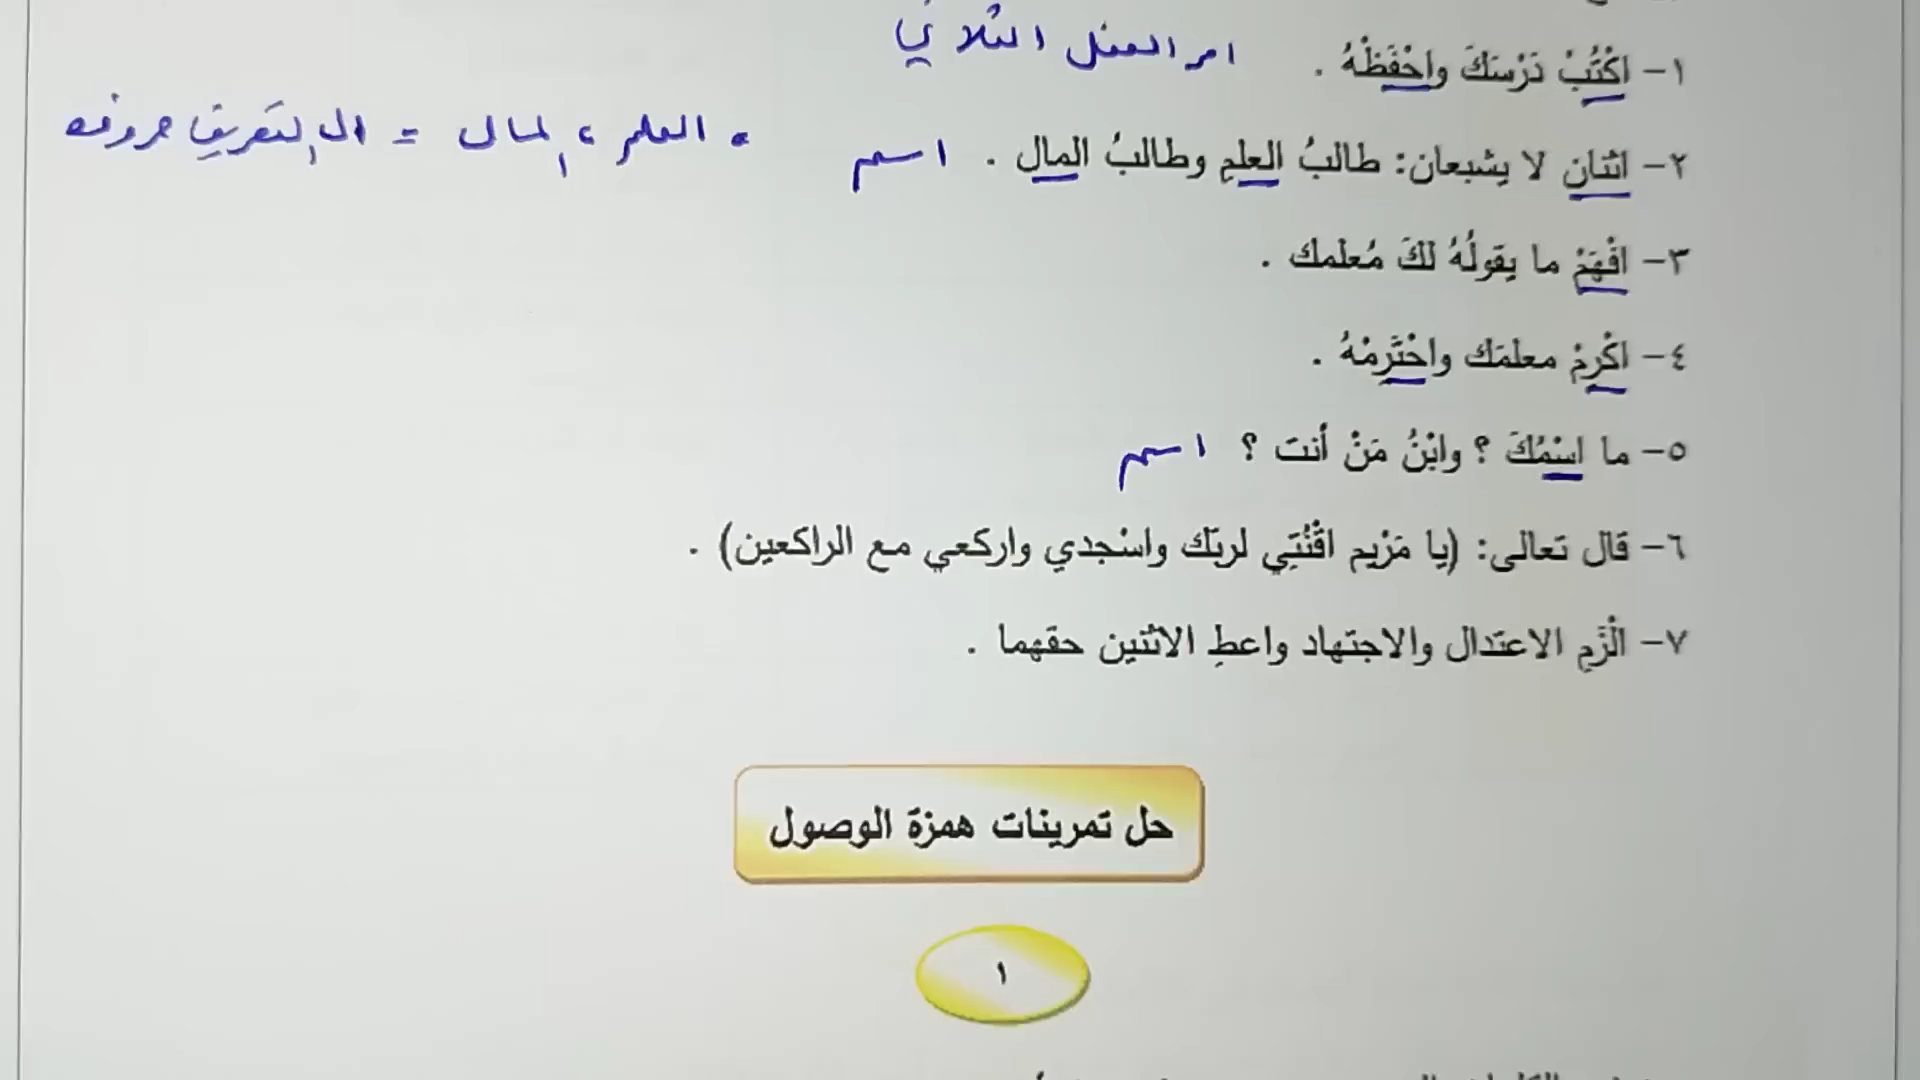 ١- اكْتُبْ دَرْسَكَ واحْفَظْهُ . امر الفعل الثلاثي
٢- اثنان لا يشبعان: طالبُ العلمِ وطالبُ المال . اسم • العلم ، المال = ال التعريف حروف
٣- افْهَمْ ما يقولُهُ لكَ مُعلمك .
٤- اكْرِمْ معلمَك واحْتَرِمْهُ .
٥- ما اسْمُكَ ؟ وابْنُ مَنْ أنت ؟ اسم
٦- قال تعالى: (يا مَرْيم اقْنُتِي لربّك واسْجدي واركعي مع الراكعين) .
٧- الْزَمِ الاعتدال والاجتهاد واعطِ الاثنين حقهما .
حل تمرينات همزة الوصول
١